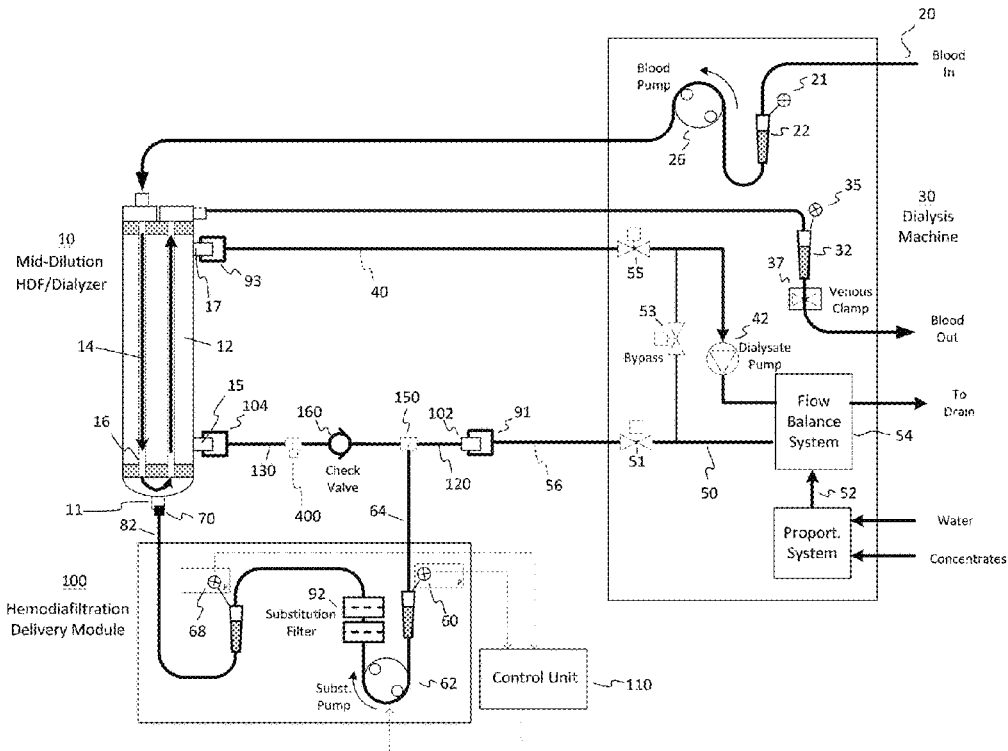 20
Blood
In
Blood
Pump
21
22
26
35
30
Dialysis
Machine
10
Mid-Dilution
HDF/Dialyzer
17
93
40
55
32
37
Venous
Clamp
53
42
Blood
Out
14
12
Bypass
Dialysate
Pump
15
104
160
150
102
91
Flow
Balance
System
To
Drain
16
Check
Valve
130
120
51
50
54
56
11
70
400
64
52
82
Proport.
System
Water
Concentrates
100
Hemodiafiltration
Delivery Module
68
92
Substitution
Filter
60
Subst.
Pump
62
Control Unit
110